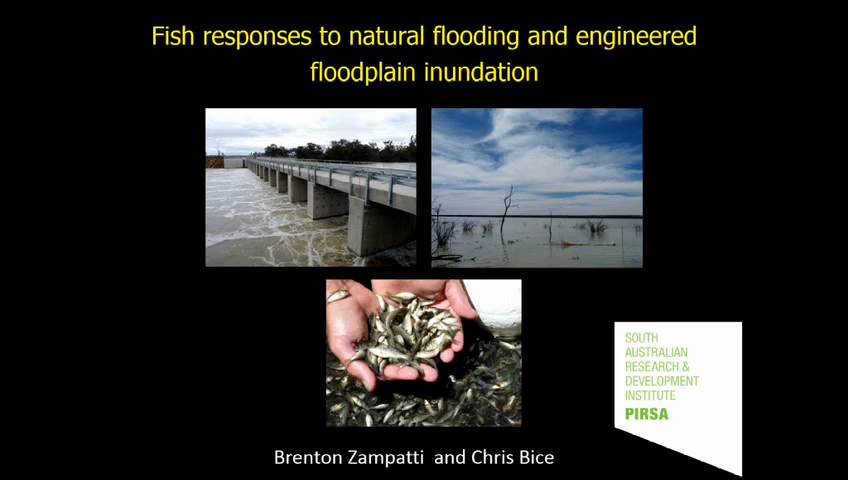 Fish responses to natural flooding and engineered
floodplain inundation
SOUTH
AUSTRALIAN
RESEARCH &
DEVELOPMENT
INSTITUTE
PIRSA
Brenton Zampatti and Chris Bice